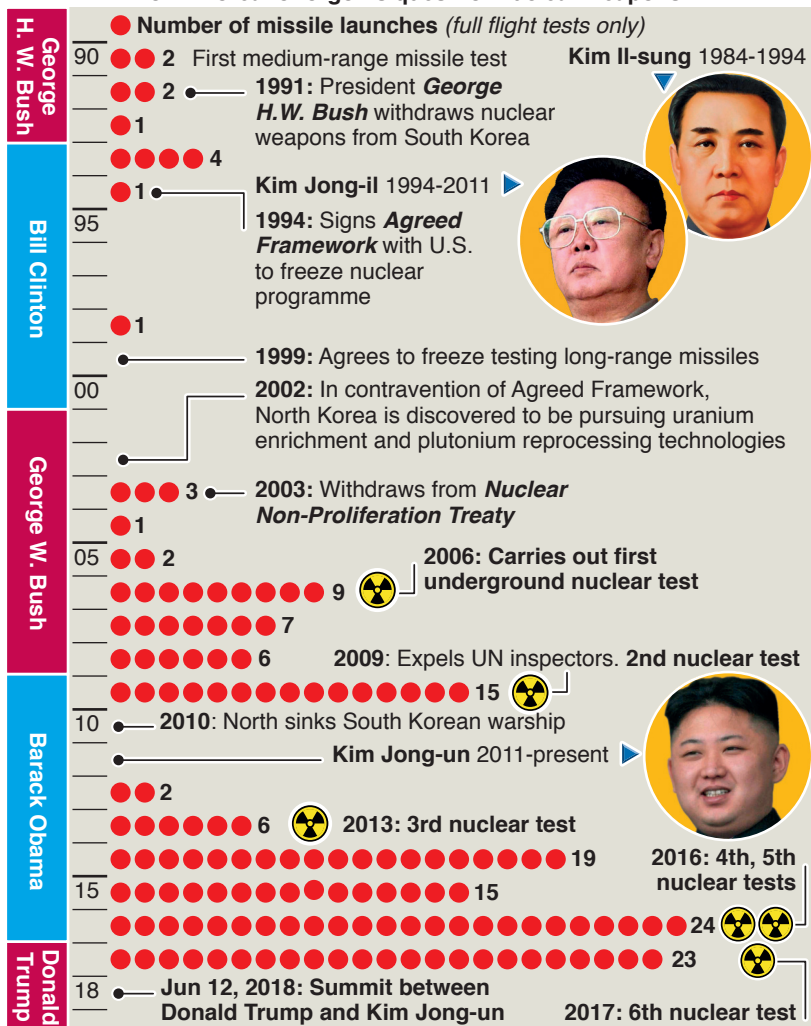 Number of missile launches (full flight tests only)
George
H. W. Bush
90
2 First medium-range missile test
Kim Il-sung 1984-1994
2
1991: President George
H.W. Bush withdraws nuclear
weapons from South Korea
1
4
Kim Jong-il 1994-2011
1
1994: Signs Agreed
Framework with U.S.
to freeze nuclear
programme
Bill Clinton
95
1
1999: Agrees to freeze testing long-range missiles
00
2002: In contravention of Agreed Framework,
North Korea is discovered to be pursuing uranium
enrichment and plutonium reprocessing technologies
George W. Bush
3
2003: Withdraws from Nuclear
Non-Proliferation Treaty
1
05
2
2006: Carries out first
underground nuclear test
9
7
6
2009: Expels UN inspectors. 2nd nuclear test
15
Barack Obama
10
2010: North sinks South Korean warship
Kim Jong-un 2011-present
2
6
2013: 3rd nuclear test
19
2016: 4th, 5th
nuclear tests
15
15
24
23
Donald
Trump
18
Jun 12, 2018: Summit between
Donald Trump and Kim Jong-un
2017: 6th nuclear test